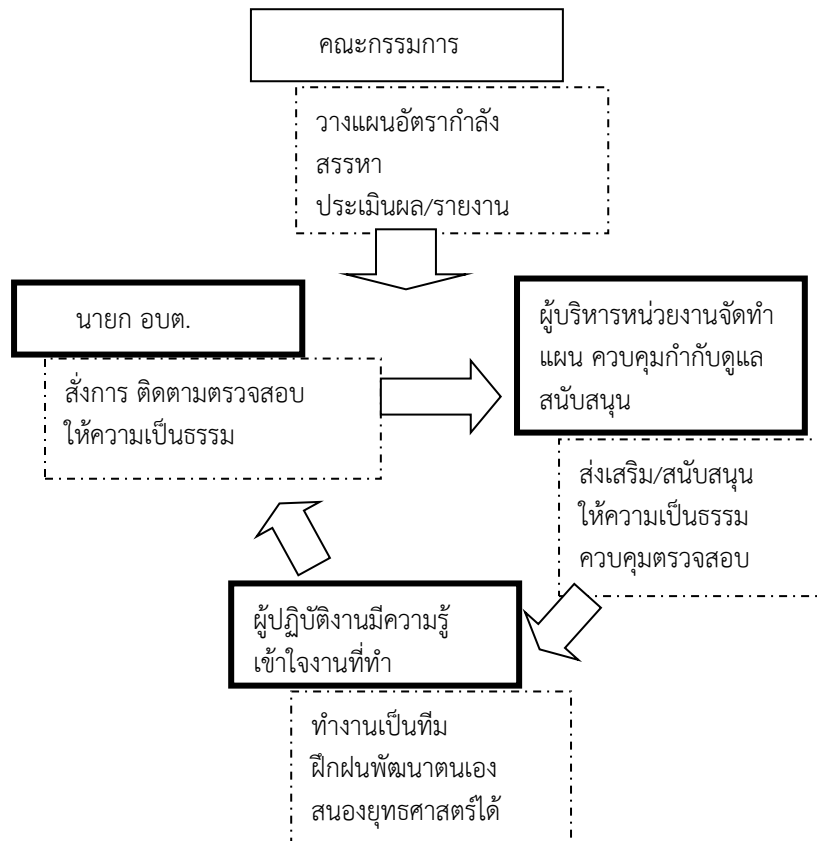 คณะกรรมการ
วางแผนอัตรากำลัง
สรรหา
ประเมินผล/รายงาน
นายก อบต.
สั่งการ ติดตามตรวจสอบ
ให้ความเป็นธรรม
ผู้บริหารหน่วยงานจัดทำ
แผน ควบคุมกำกับดูแล
สนับสนุน
ส่งเสริม/สนับสนุน
ให้ความเป็นธรรม
ควบคุมตรวจสอบ
ผู้ปฏิบัติงานมีความรู้
เข้าใจงานที่ทำ
ทำงานเป็นทีม
ฝึกฝนพัฒนาตนเอง
สนองยุทธศาสตร์ได้